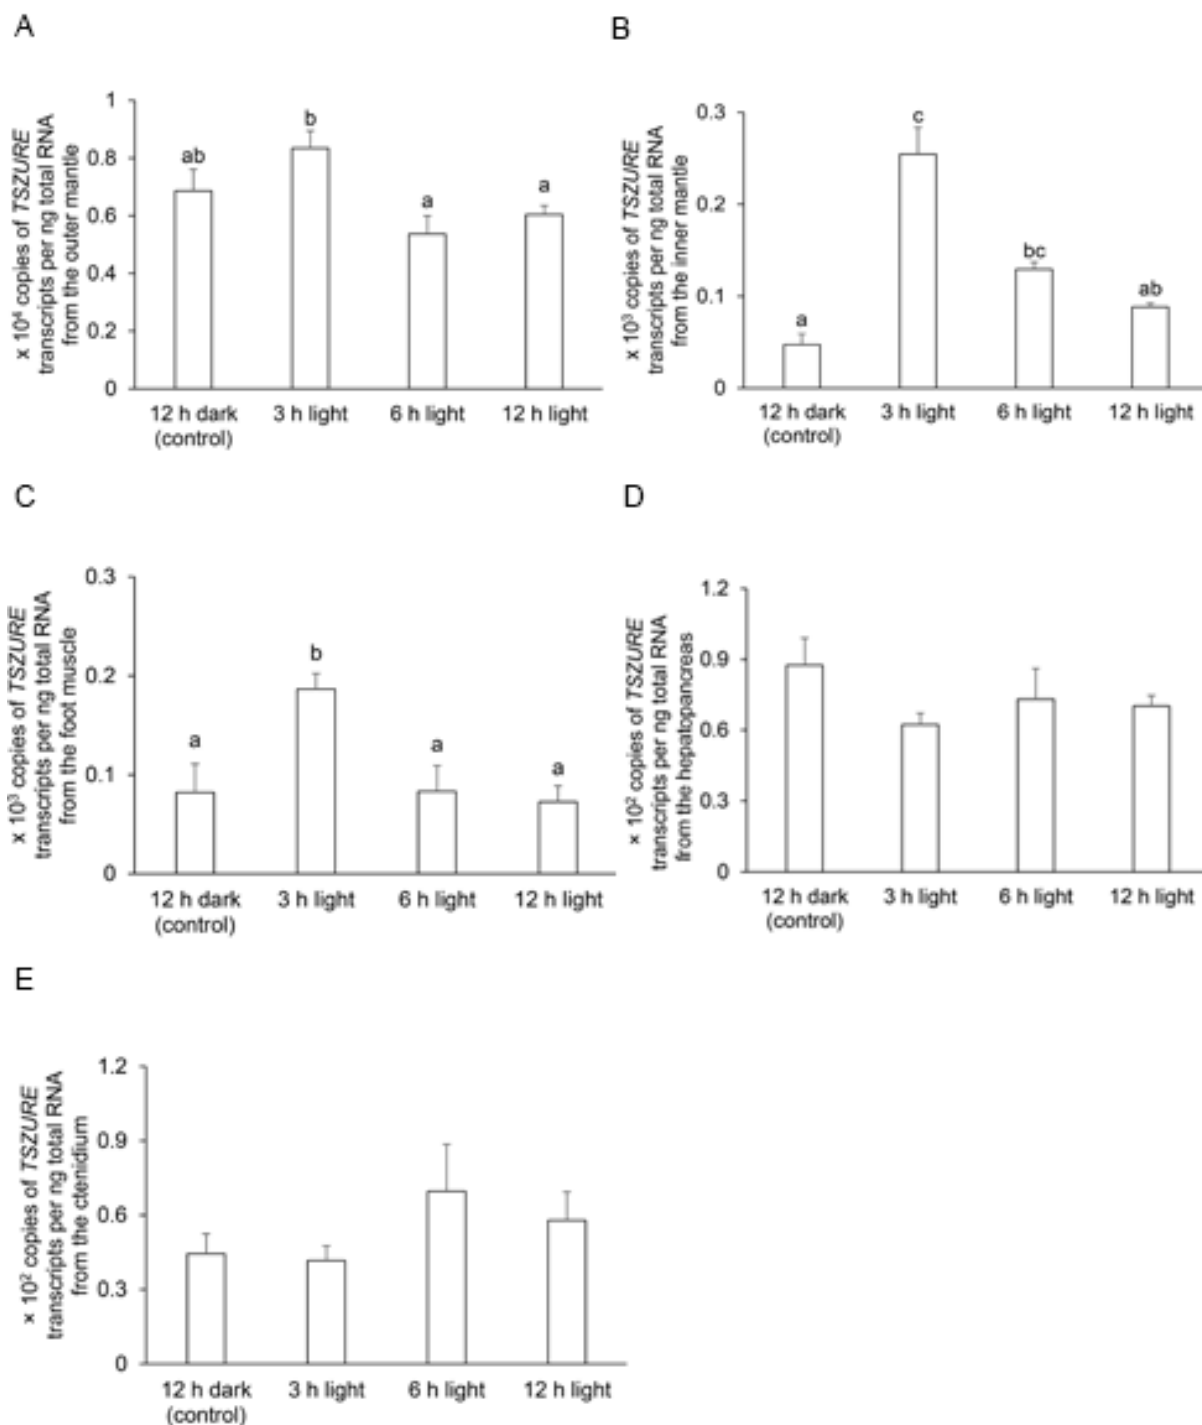 A
x 10⁴ copies of TSZURE
transcripts per ng total RNA
from the outer mantle
1
0.8
0.6
0.4
0.2
0
ab
b
a
a
12 h dark
(control)
3 h light
6 h light
12 h light
B
x 10³ copies of TSZURE
transcripts per ng total RNA
from the inner mantle
0.3
0.2
0.1
0
a
c
bc
ab
12 h dark
(control)
3 h light
6 h light
12 h light
C
x 10³ copies of TSZURE
transcripts per ng total RNA
from the foot muscle
0.3
0.2
0.1
0
a
b
a
a
12 h dark
(control)
3 h light
6 h light
12 h light
D
× 10² copies of TSZURE
transcripts per ng total RNA
from the hepatopancreas
1.2
0.9
0.6
0.3
0
12 h dark
(control)
3 h light
6 h light
12 h light
E
× 10² copies of TSZURE
transcripts per ng total RNA
from the ctenidium
1.2
0.9
0.6
0.3
0
12 h dark
(control)
3 h light
6 h light
12 h light